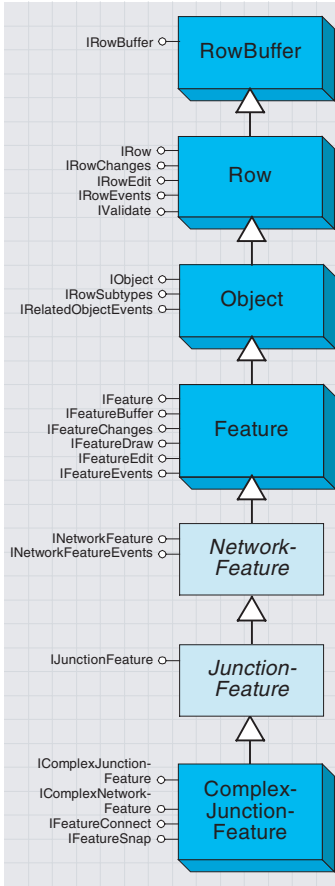 IRowBuffer
RowBuffer
IRow
IRowChanges
IRowEdit
IRowEvents
IValidate
Row
IObject
IRowSubtypes
IRelatedObjectEvents
Object
IFeature
IFeatureBuffer
IFeatureChanges
IFeatureDraw
IFeatureEdit
IFeatureEvents
Feature
INetworkFeature
INetworkFeatureEvents
Network-
Feature
IJunctionFeature
Junction-
Feature
IComplexJunction-
Feature
IComplexNetwork-
Feature
IFeatureConnect
IFeatureSnap
Complex-
Junction-
Feature